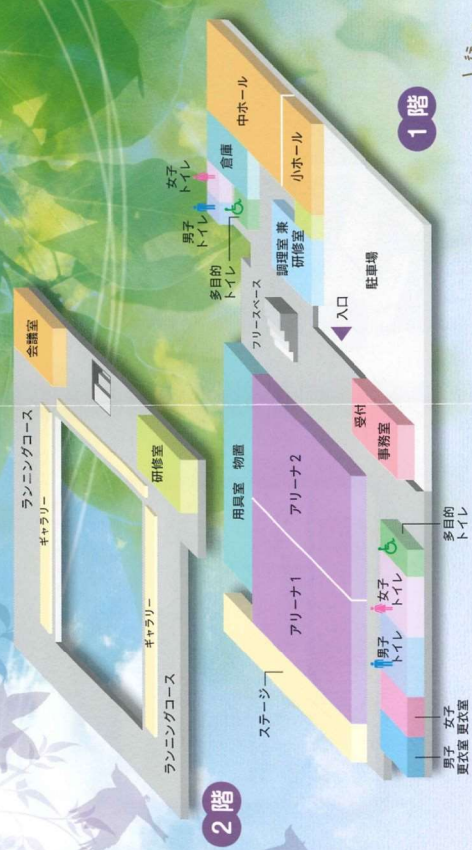 2階
ランニングコース
ギャラリー
会議室
ギャラリー
研修室
ランニングコース
1階
ステージ
用具室 物置
アリーナ1
アリーナ2
フリースペース
多目的
トイレ
男子
トイレ
女子
トイレ
倉庫
中ホール
小ホール
調理室 兼
研修室
入口
駐車場
受付
事務室
男子
更衣室
女子
更衣室
男子
トイレ
女子
トイレ
多目的
トイレ